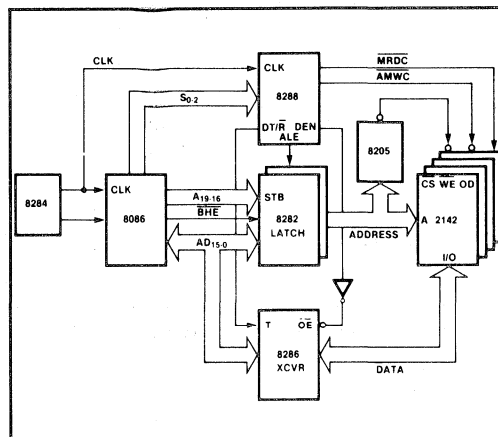 CLK
MRDC
AMWC
CLK
S0-2
8288
DT/R DEN
ALE
8205
8284
CLK
8086
A19-16
BHE
AD15-0
STB
8282
LATCH
ADDRESS
CS WE OD
A 2142
I/O
T OE
8286
XCVR
DATA